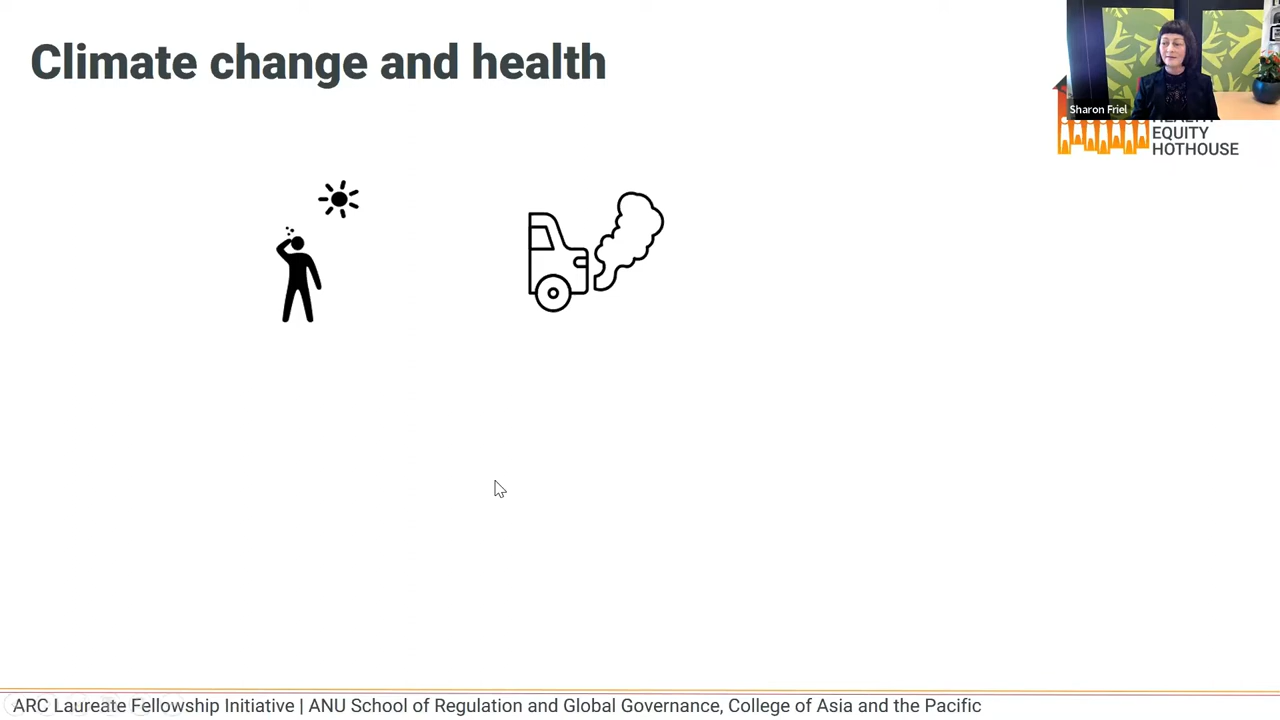 Climate change and health
Sharon Friel
EQUITY
HOTHOUSE
ARC Laureate Fellowship Initiative | ANU School of Regulation and Global Governance, College of Asia and the Pacific